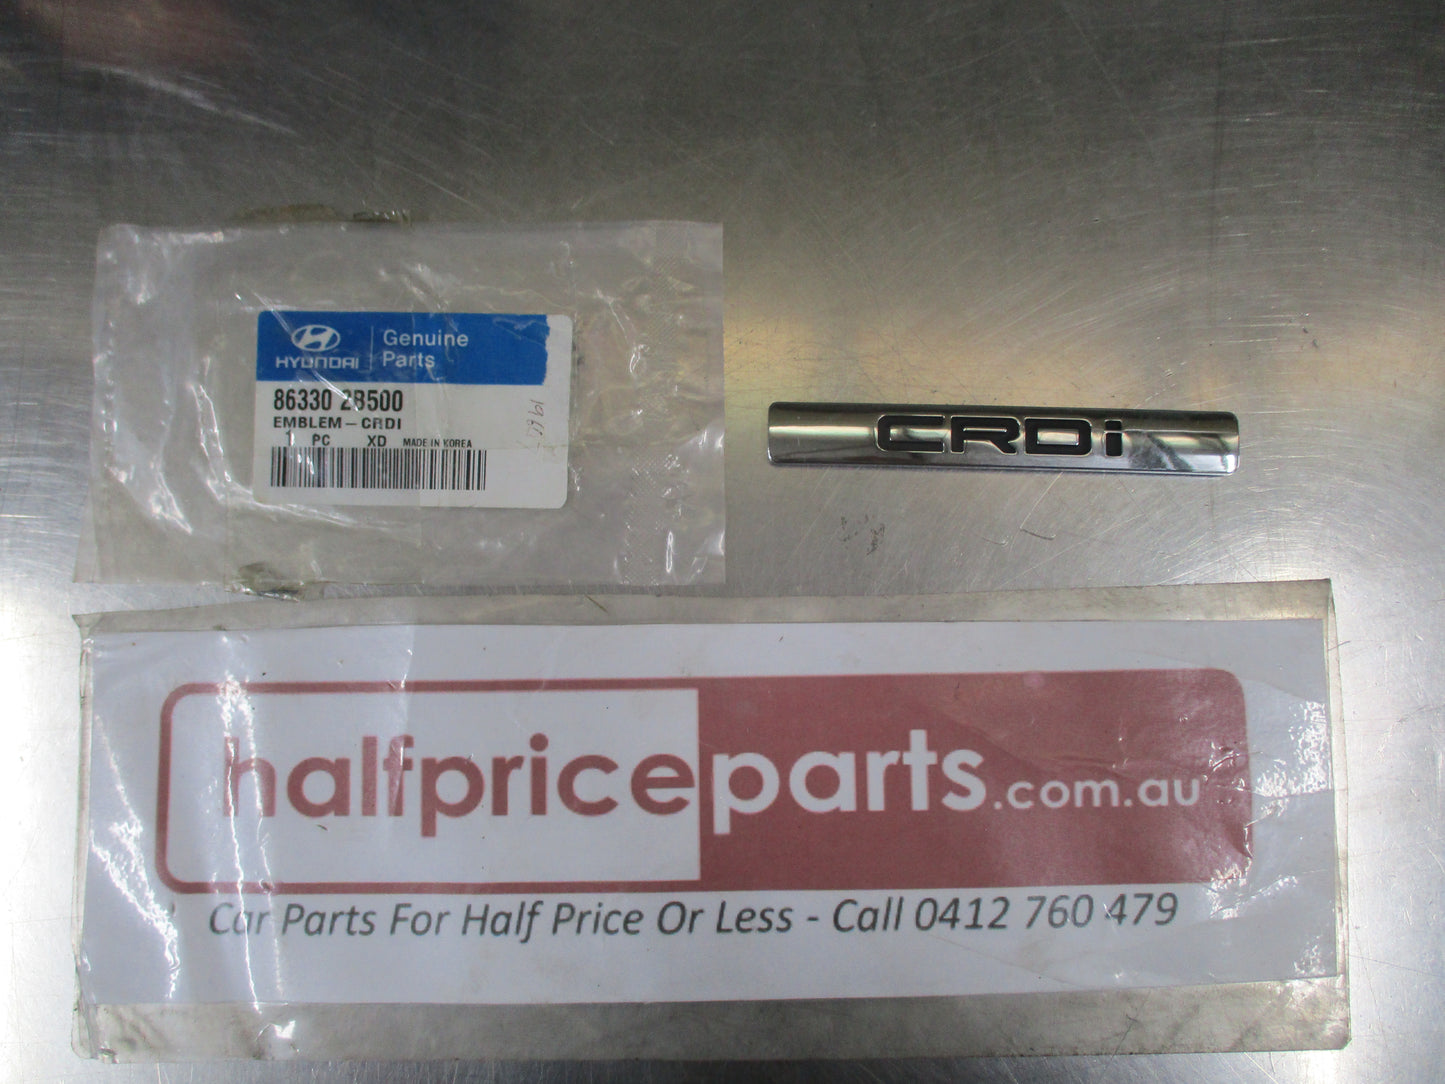 HYUNDAI
Genuine
Parts
86330 2B500
EMBLEM-CRDI
1 PC XD MADE IN KOREA
CRDi
halfpriceparts.com.au
Car Parts For Half Price Or Less - Call 0412 760 479